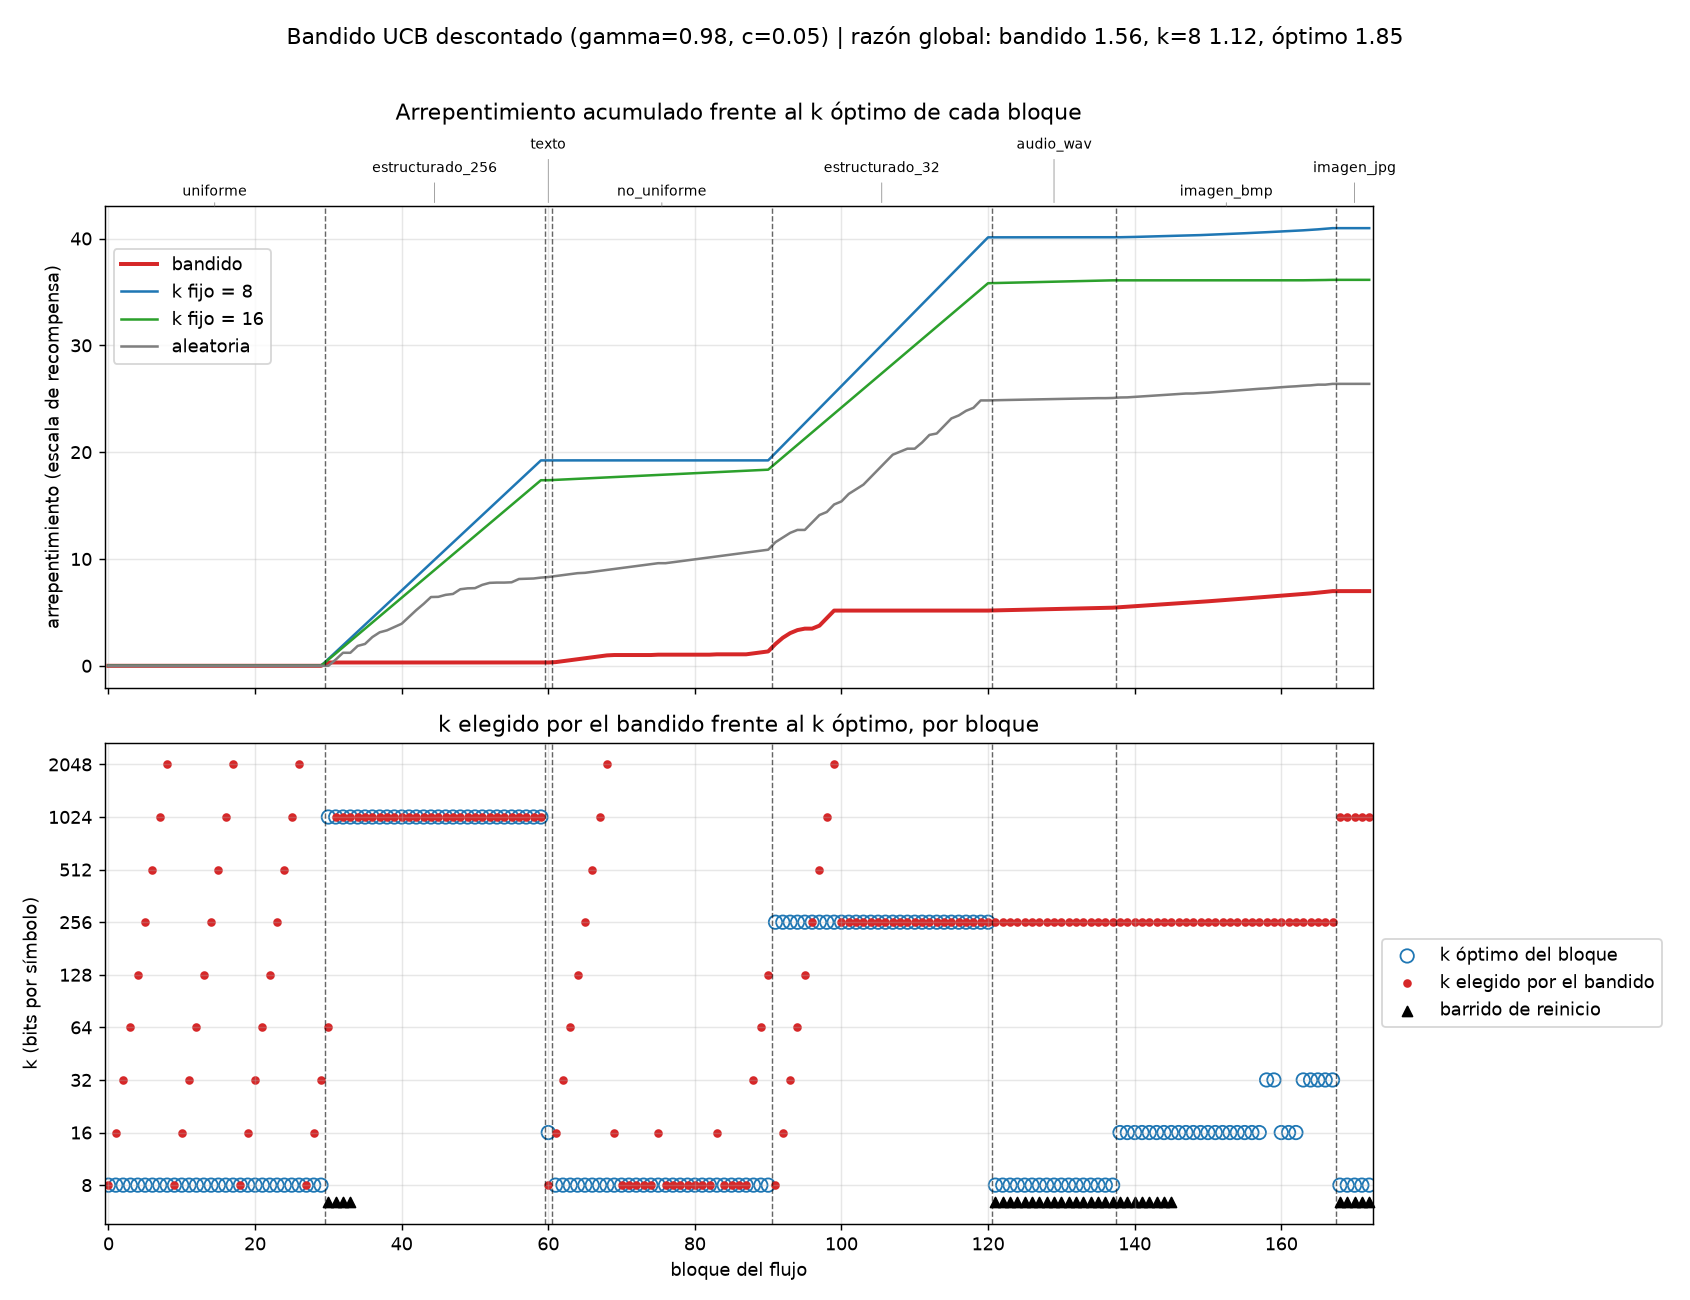 Bandido UCB descontado (gamma=0.98, c=0.05) | razón global: bandido 1.56, k=8 1.12, óptimo 1.85
Arrepentimiento acumulado frente al k óptimo de cada bloque
texto
audio_wav
estructurado_256
estructurado_32
imagen_jpg
uniforme
no_uniforme
imagen_bmp
arrepentimiento (escala de recompensa)
40
30
20
10
0
bandido
k fijo = 8
k fijo = 16
aleatoria
k elegido por el bandido frente al k óptimo, por bloque
k (bits por símbolo)
2048
1024
512
256
128
64
32
16
8
k óptimo del bloque
k elegido por el bandido
barrido de reinicio
0 20 40 60 80 100 120 140 160
bloque del flujo